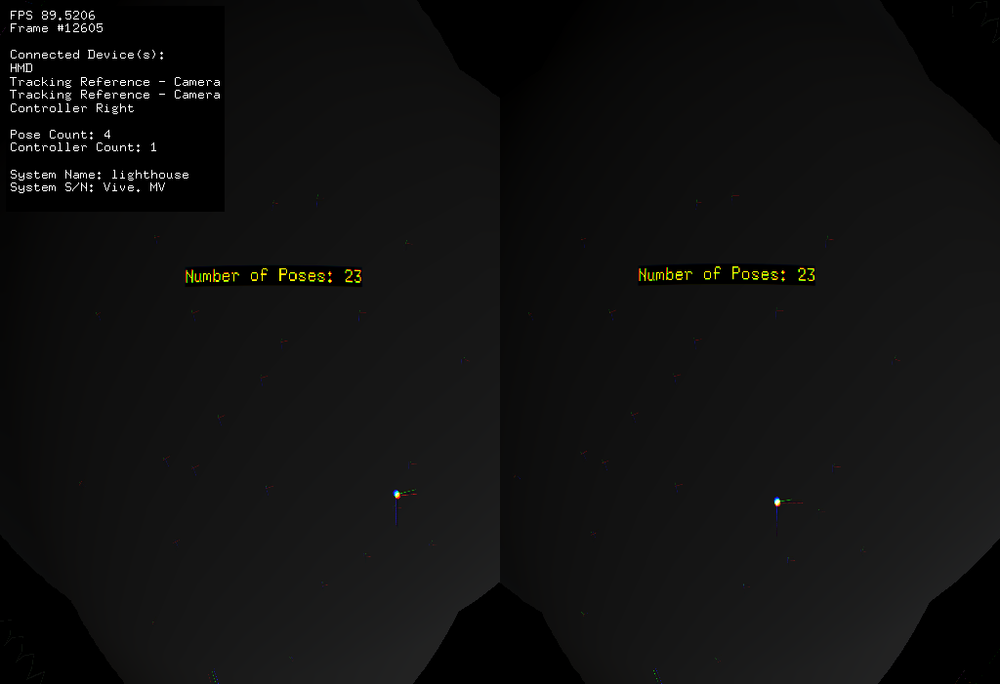 FPS 89.5206
Frame #12605
Connected Device(s):
HMD
Tracking Reference - Camera
Tracking Reference - Camera
Controller Right
Pose Count: 4
Controller Count: 1
System Name: lighthouse
System S/N: Vive. MV
Number of Poses: 23
Number of Poses: 23